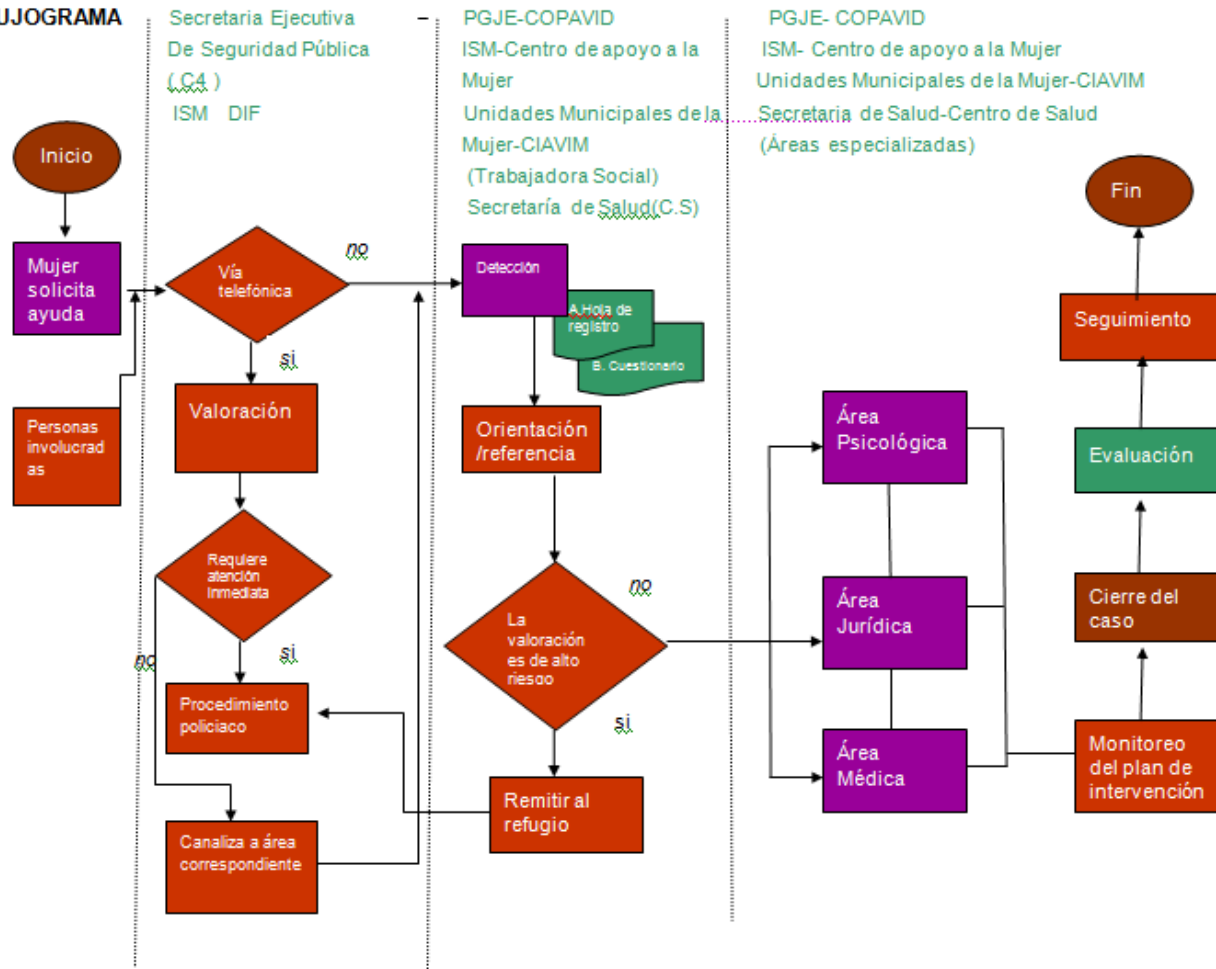 UJOGRAMA
Secretaria Ejecutiva –
De Seguridad Pública
( C4 )
ISM DIF
PGJE-COPAVID
ISM-Centro de apoyo a la
Mujer
Unidades Municipales de la
Mujer-CIAVIM
(Trabajadora Social)
Secretaría de Salud(C.S)
PGJE- COPAVID
ISM- Centro de apoyo a la Mujer
Unidades Municipales de la Mujer-CIAVIM
Secretaria de Salud-Centro de Salud
(Áreas especializadas)
Inicio
Mujer
solicita
ayuda
Personas
involucrad
as
Vía
telefónica
no
si
Valoración
Requiere
atención
Inmediata
no
si
Procedimiento
policiaco
Canaliza a área
correspondiente
Detección
A.Hoja de
registro
B. Cuestionario
Orientación
/referencia
La
valoración
es de alto
riesgo
no
si
Remitir al
refugio
Área
Psicológica
Área
Jurídica
Área
Médica
Fin
Seguimiento
Evaluación
Cierre del
caso
Monitoreo
del plan de
intervención